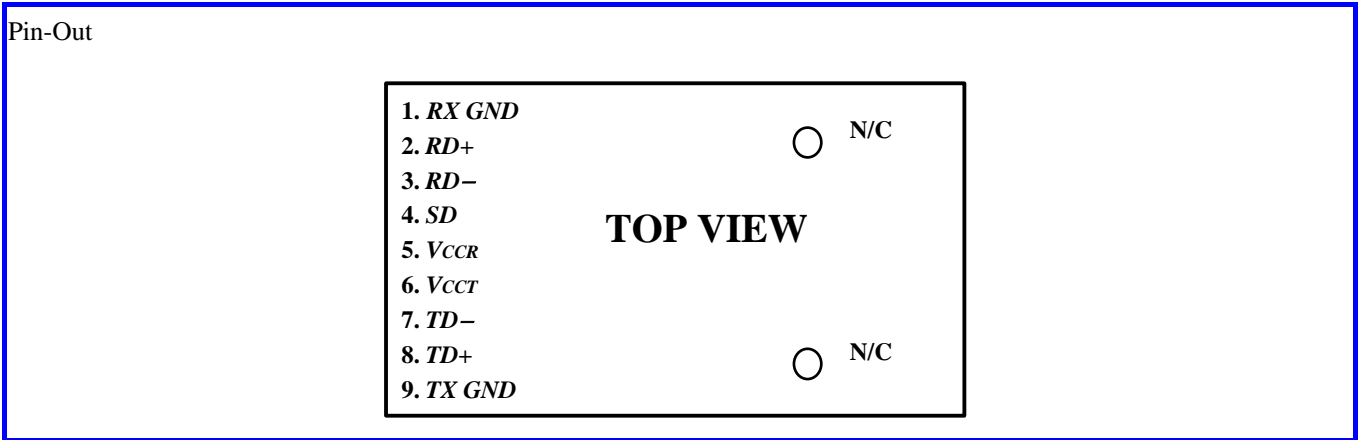 Pin-Out
1. RX GND
N/C
2. RD+
3. RD−
4. SD
TOP VIEW
5. VCCR
6. VCCT
7. TD−
8. TD+
N/C
9. TX GND